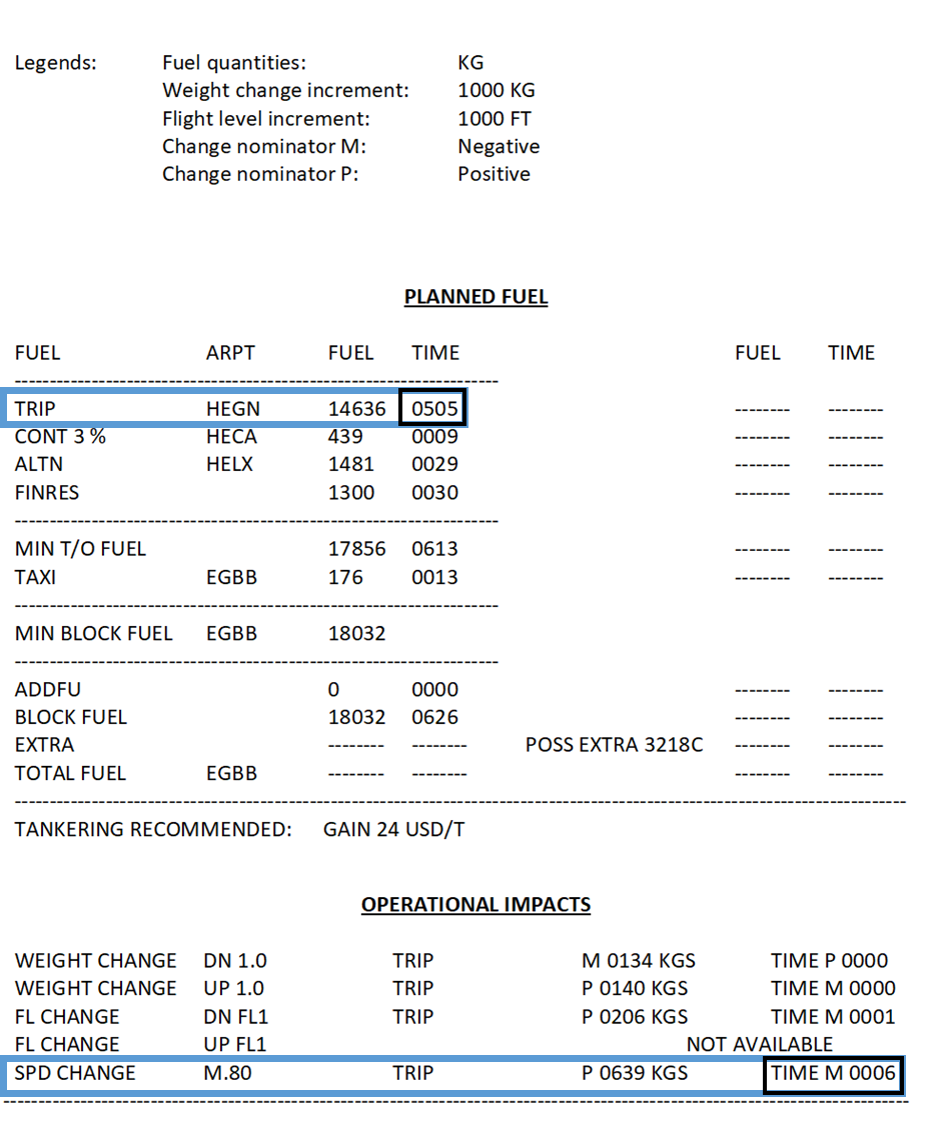 Legends: Fuel quantities: KG
Weight change increment: 1000 KG
Flight level increment: 1000 FT
Change nominator M: Negative
Change nominator P: Positive
PLANNED FUEL
FUEL ARPT FUEL TIME FUEL TIME
--------------------------------------------------------------------
TRIP HEGN 14636 0505 -------- --------
CONT 3 % HECA 439 0009 -------- --------
ALTN HELX 1481 0029 -------- --------
FINRES 1300 0030 -------- --------
--------------------------------------------------------------------
MIN T/O FUEL 17856 0613 -------- --------
TAXI EGBB 176 0013 -------- --------
--------------------------------------------------------------------
MIN BLOCK FUEL EGBB 18032
--------------------------------------------------------------------
ADDFU 0 0000 -------- --------
BLOCK FUEL 18032 0626 -------- --------
EXTRA -------- -------- POSS EXTRA 3218C -------- --------
TOTAL FUEL EGBB -------- -------- -------- --------
--------------------------------------------------------------------------------------------------------------------------
TANKERING RECOMMENDED: GAIN 24 USD/T
OPERATIONAL IMPACTS
WEIGHT CHANGE DN 1.0 TRIP M 0134 KGS TIME P 0000
WEIGHT CHANGE UP 1.0 TRIP P 0140 KGS TIME M 0000
FL CHANGE DN FL1 TRIP P 0206 KGS TIME M 0001
FL CHANGE UP FL1 NOT AVAILABLE
SPD CHANGE M.80 TRIP P 0639 KGS TIME M 0006
--------------------------------------------------------------------------------------------------------------------------